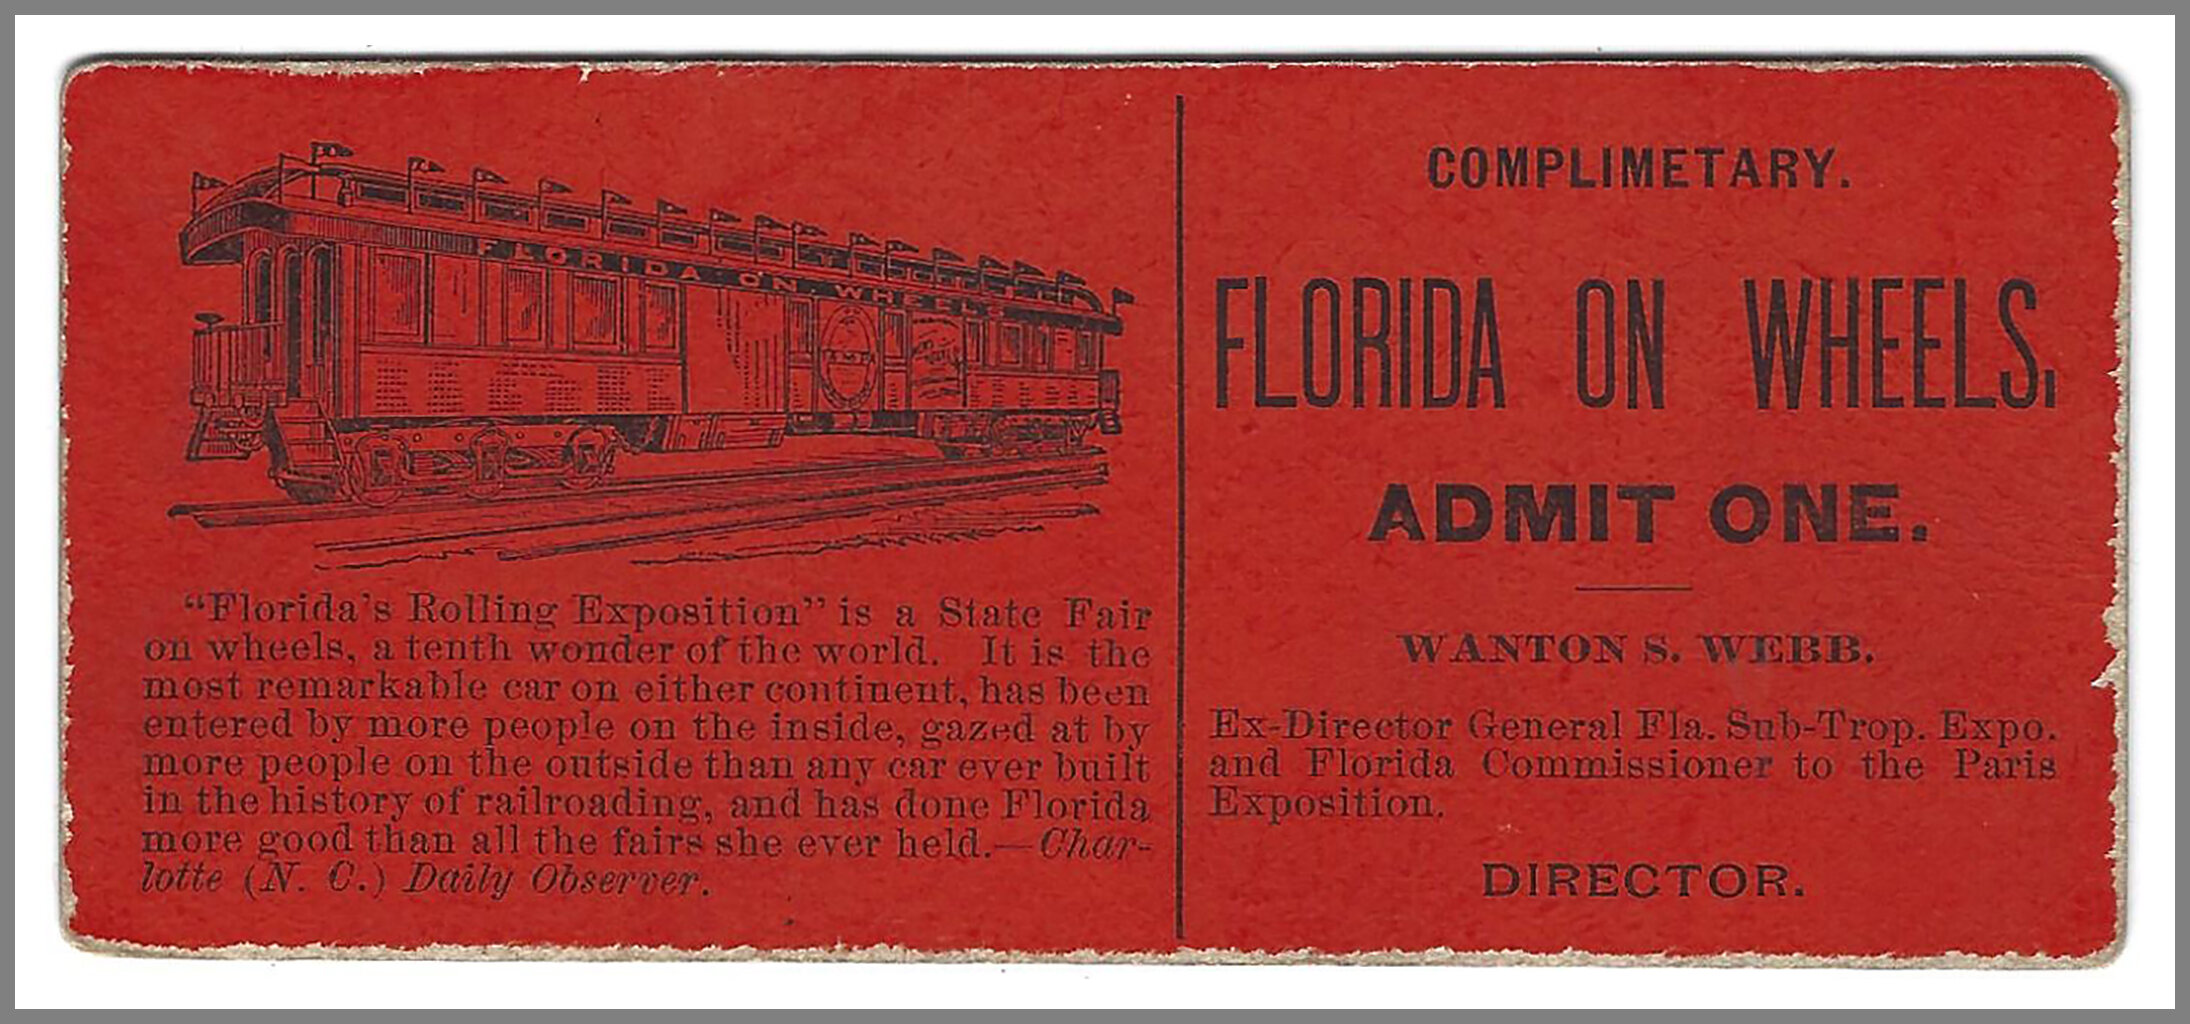 FLORIDA ON WHEELS
TAMPA
"Florida's Rolling Exposition" is a State Fair
on wheels, a tenth wonder of the world. It is the
most remarkable car on either continent, has been
entered by more people on the inside, gazed at by
more people on the outside than any car ever built
in the history of railroading, and has done Florida
more good than all the fairs she ever held.—Char-
lotte (N. C.) Daily Observer.
COMPLIMETARY.
FLORIDA ON WHEELS,
ADMIT ONE.
WANTON S. WEBB.
Ex-Director General Fla. Sub-Trop. Expo.
and Florida Commissioner to the Paris
Exposition.
DIRECTOR.